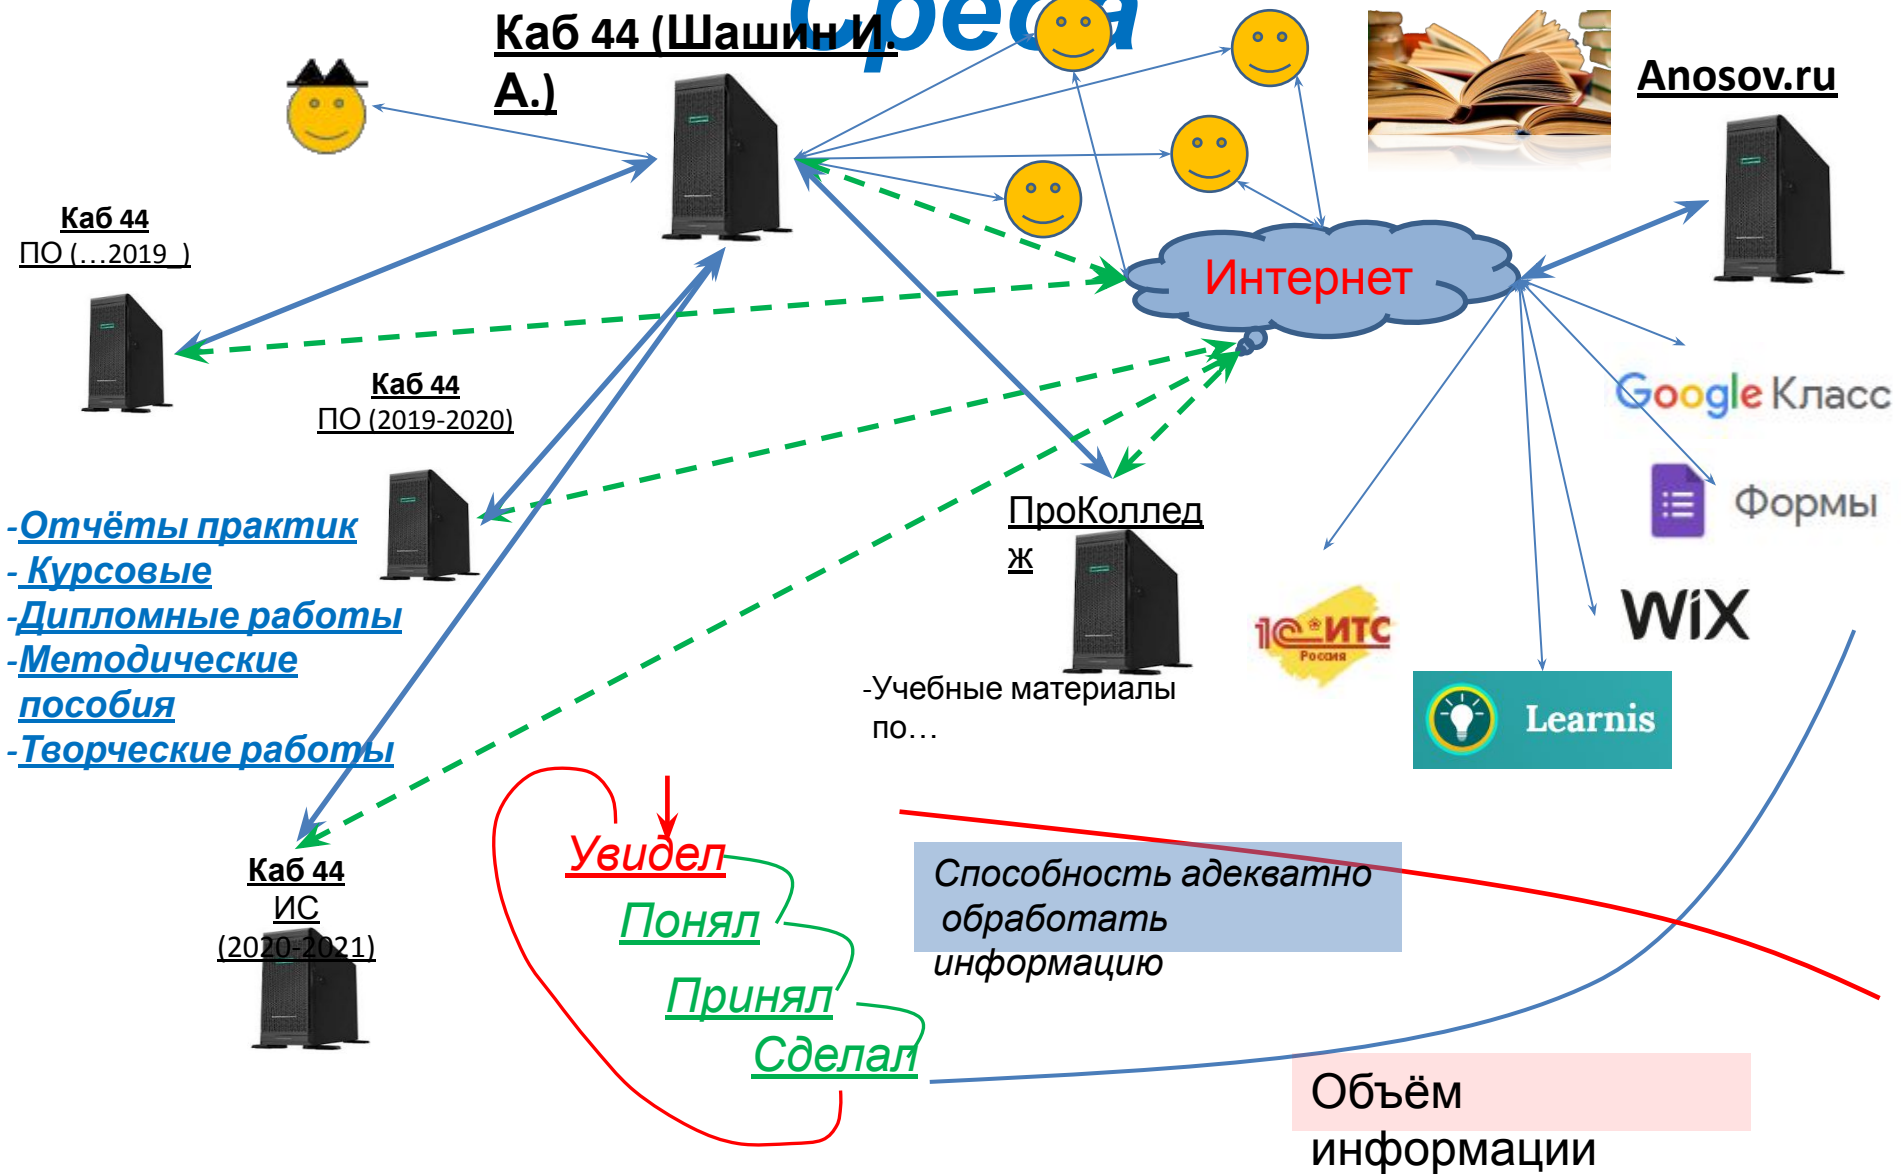 Среда
Каб 44 (Шашин И.
А.)
Anosov.ru
Каб 44
ПО (…2019_)
Интернет
Каб 44
ПО (2019-2020)
Google Класс
Формы
ПроКоллед
ж
-Отчёты практик
- Курсовые
-Дипломные работы
-Методические
пособия
-Творческие работы
WiX
1С ИТС
Россия
-Учебные материалы
по…
Learnis
Увидел
Понял
Принял
Сделал
Способность адекватно
обработать
информацию
Каб 44
ИС
(2020-2021)
Объём
информации